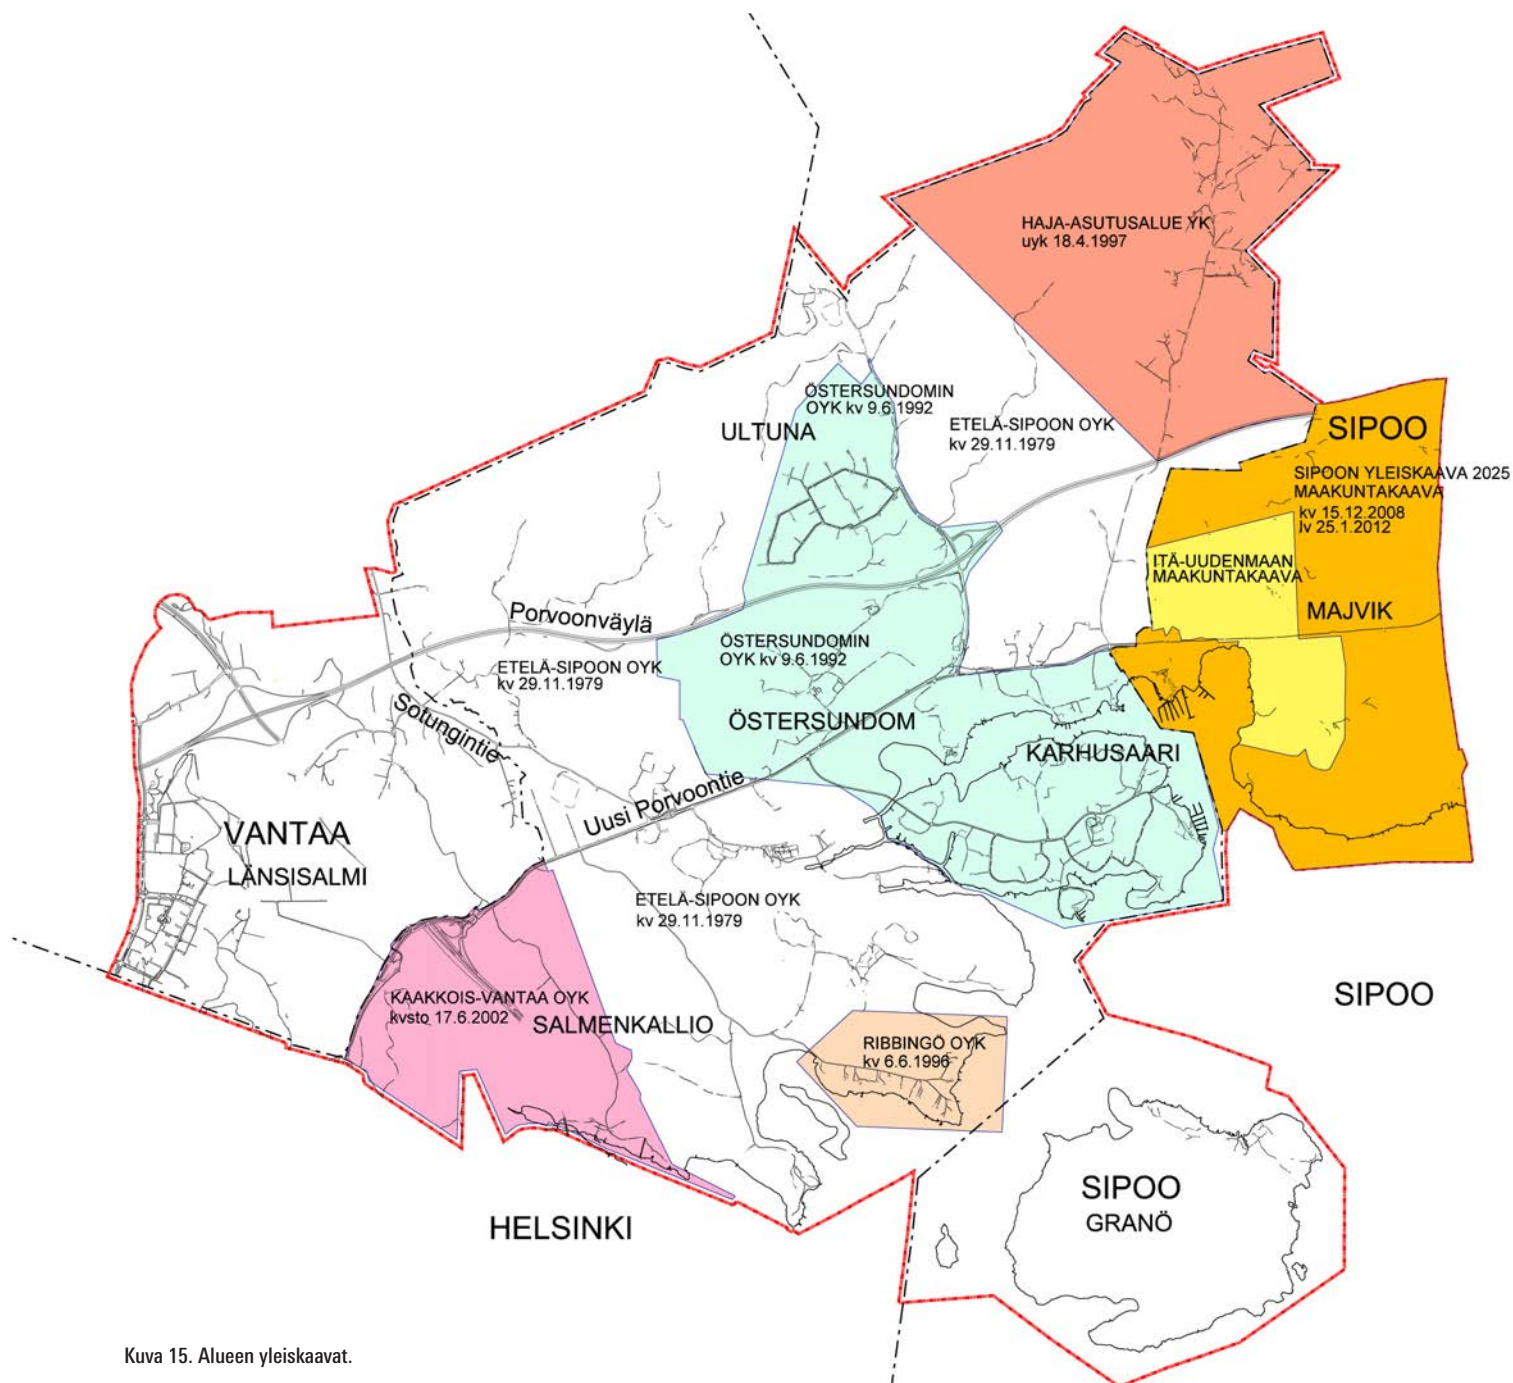 HAJA-ASUTUSALUE YK
uyk 18.4.1997
ÖSTERSUNDOMIN
OYK kv 9.6.1992
ULTUNA
ETELÄ-SIPOON OYK
kv 29.11.1979
SIPOO
SIPOON YLEISKAAVA 2025
MAAKUNTAKAAVA
kv 15.12.2008
lv 25.1.2012
ITÄ-UUDENMAAN
MAAKUNTAKAAVA
MAJVIK
Porvoonväylä
ÖSTERSUNDOMIN
OYK kv 9.6.1992
ETELÄ-SIPOON OYK
kv 29.11.1979
Sotungintie
ÖSTERSUNDOM
KARHUSAARI
Uusi Porvoontie
VANTAA
LÄNSISALMI
ETELÄ-SIPOON OYK
kv 29.11.1979
KAAKKOIS-VANTAA OYK
kvsto 17.6.2002
SALMENKALLIO
SIPOO
RIBBINGÖ OYK
kv 6.6.1996
SIPOO
GRANÖ
HELSINKI
Kuva 15. Alueen yleiskaavat.